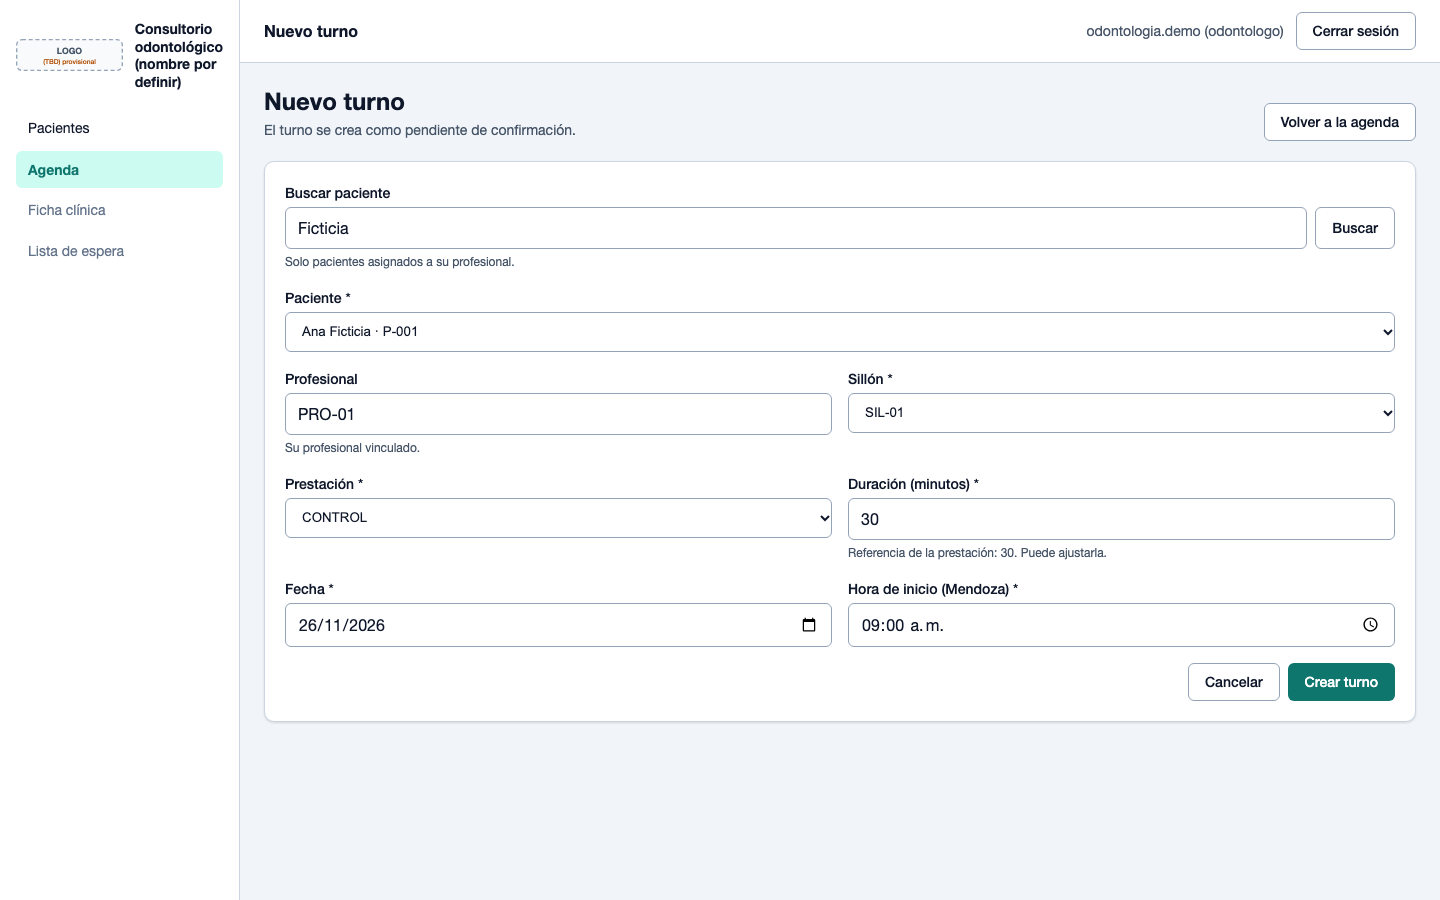 LOGO
(TBD) provisional
Consultorio
odontológico
(nombre por
definir)
Pacientes
Agenda
Ficha clínica
Lista de espera
Nuevo turno
odontologia.demo (odontologo)
Cerrar sesión
Nuevo turno
El turno se crea como pendiente de confirmación.
Volver a la agenda
Buscar paciente
Ficticia
Buscar
Solo pacientes asignados a su profesional.
Paciente *
Ana Ficticia · P-001
Profesional
PRO-01
Su profesional vinculado.
Sillón *
SIL-01
Prestación *
CONTROL
Duración (minutos) *
30
Referencia de la prestación: 30. Puede ajustarla.
Fecha *
26/11/2026
Hora de inicio (Mendoza) *
09:00 a.m.
Cancelar
Crear turno